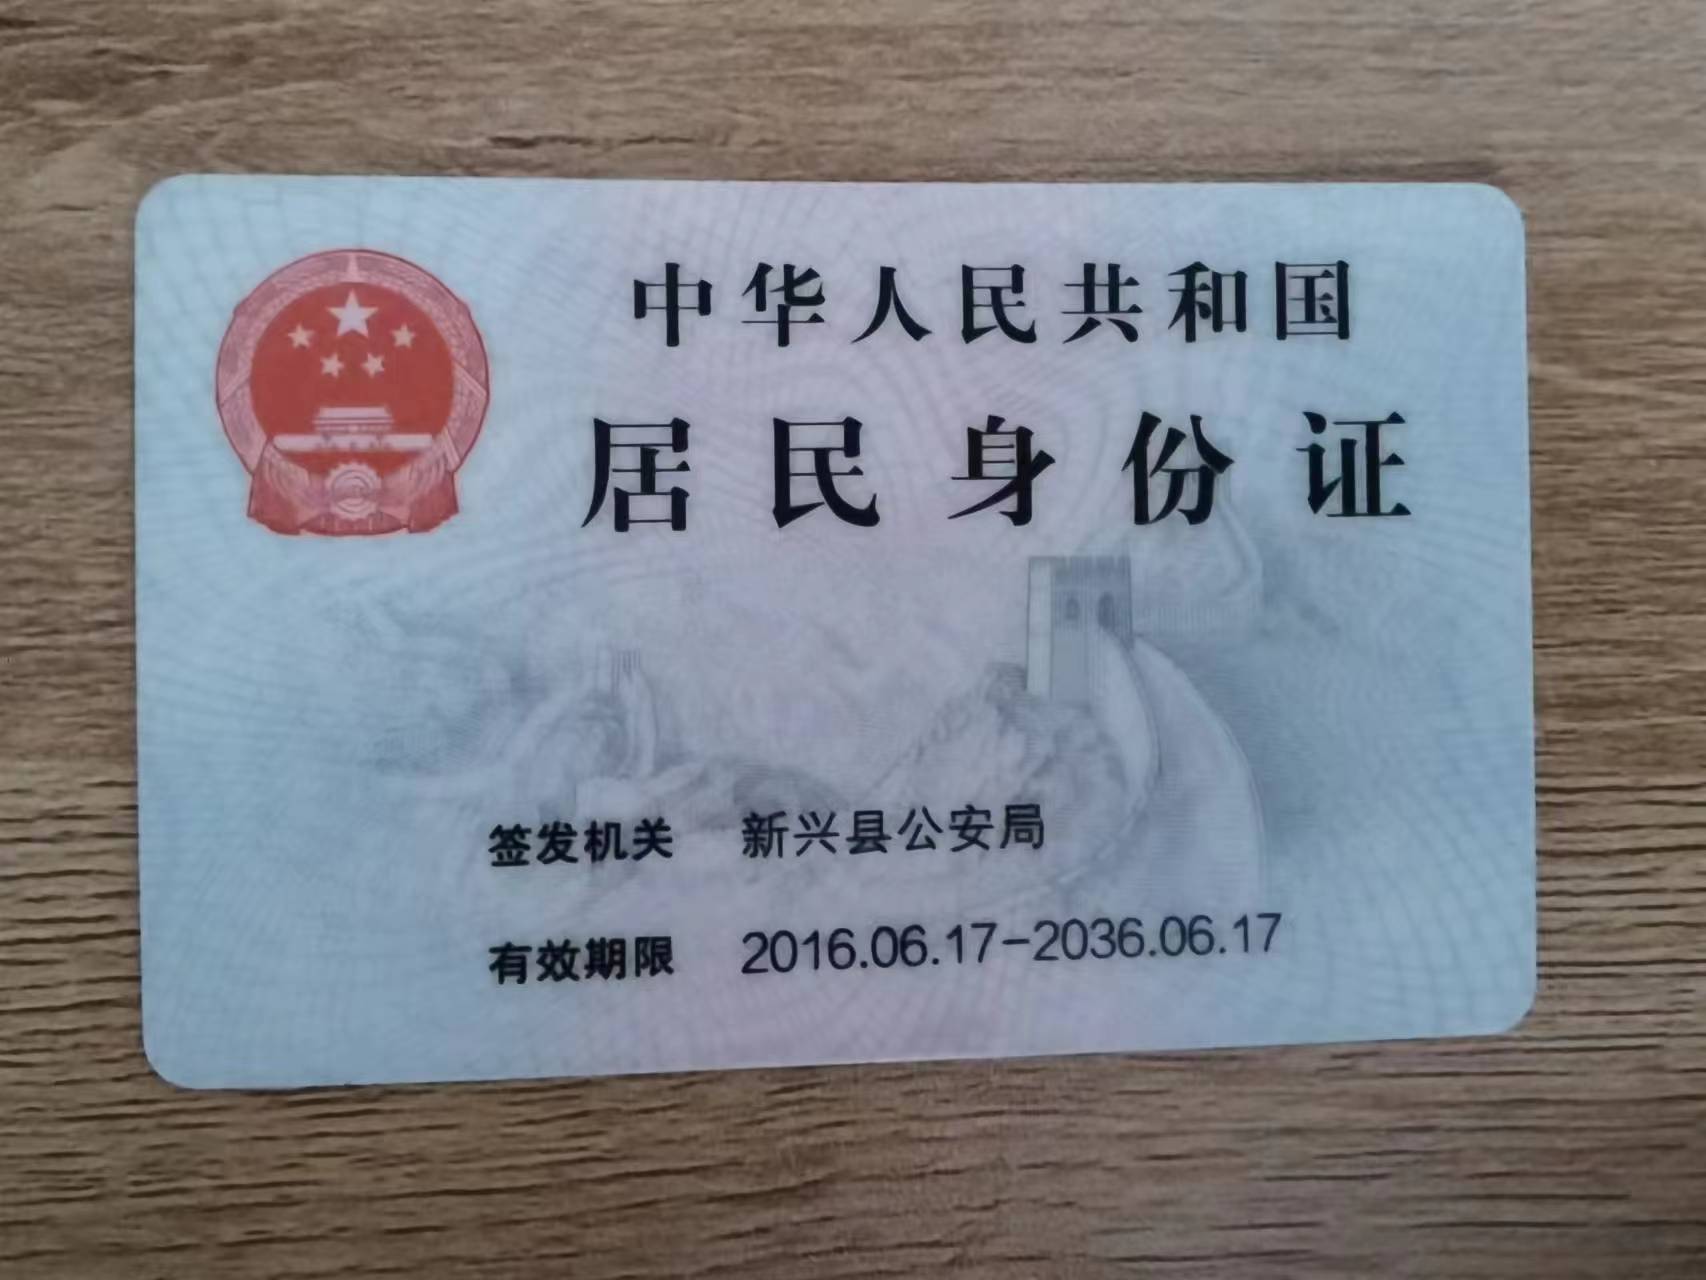 中华人民共和国
居民身份证
签发机关 新兴县公安局
有效期限 2016.06.17-2036.06.17